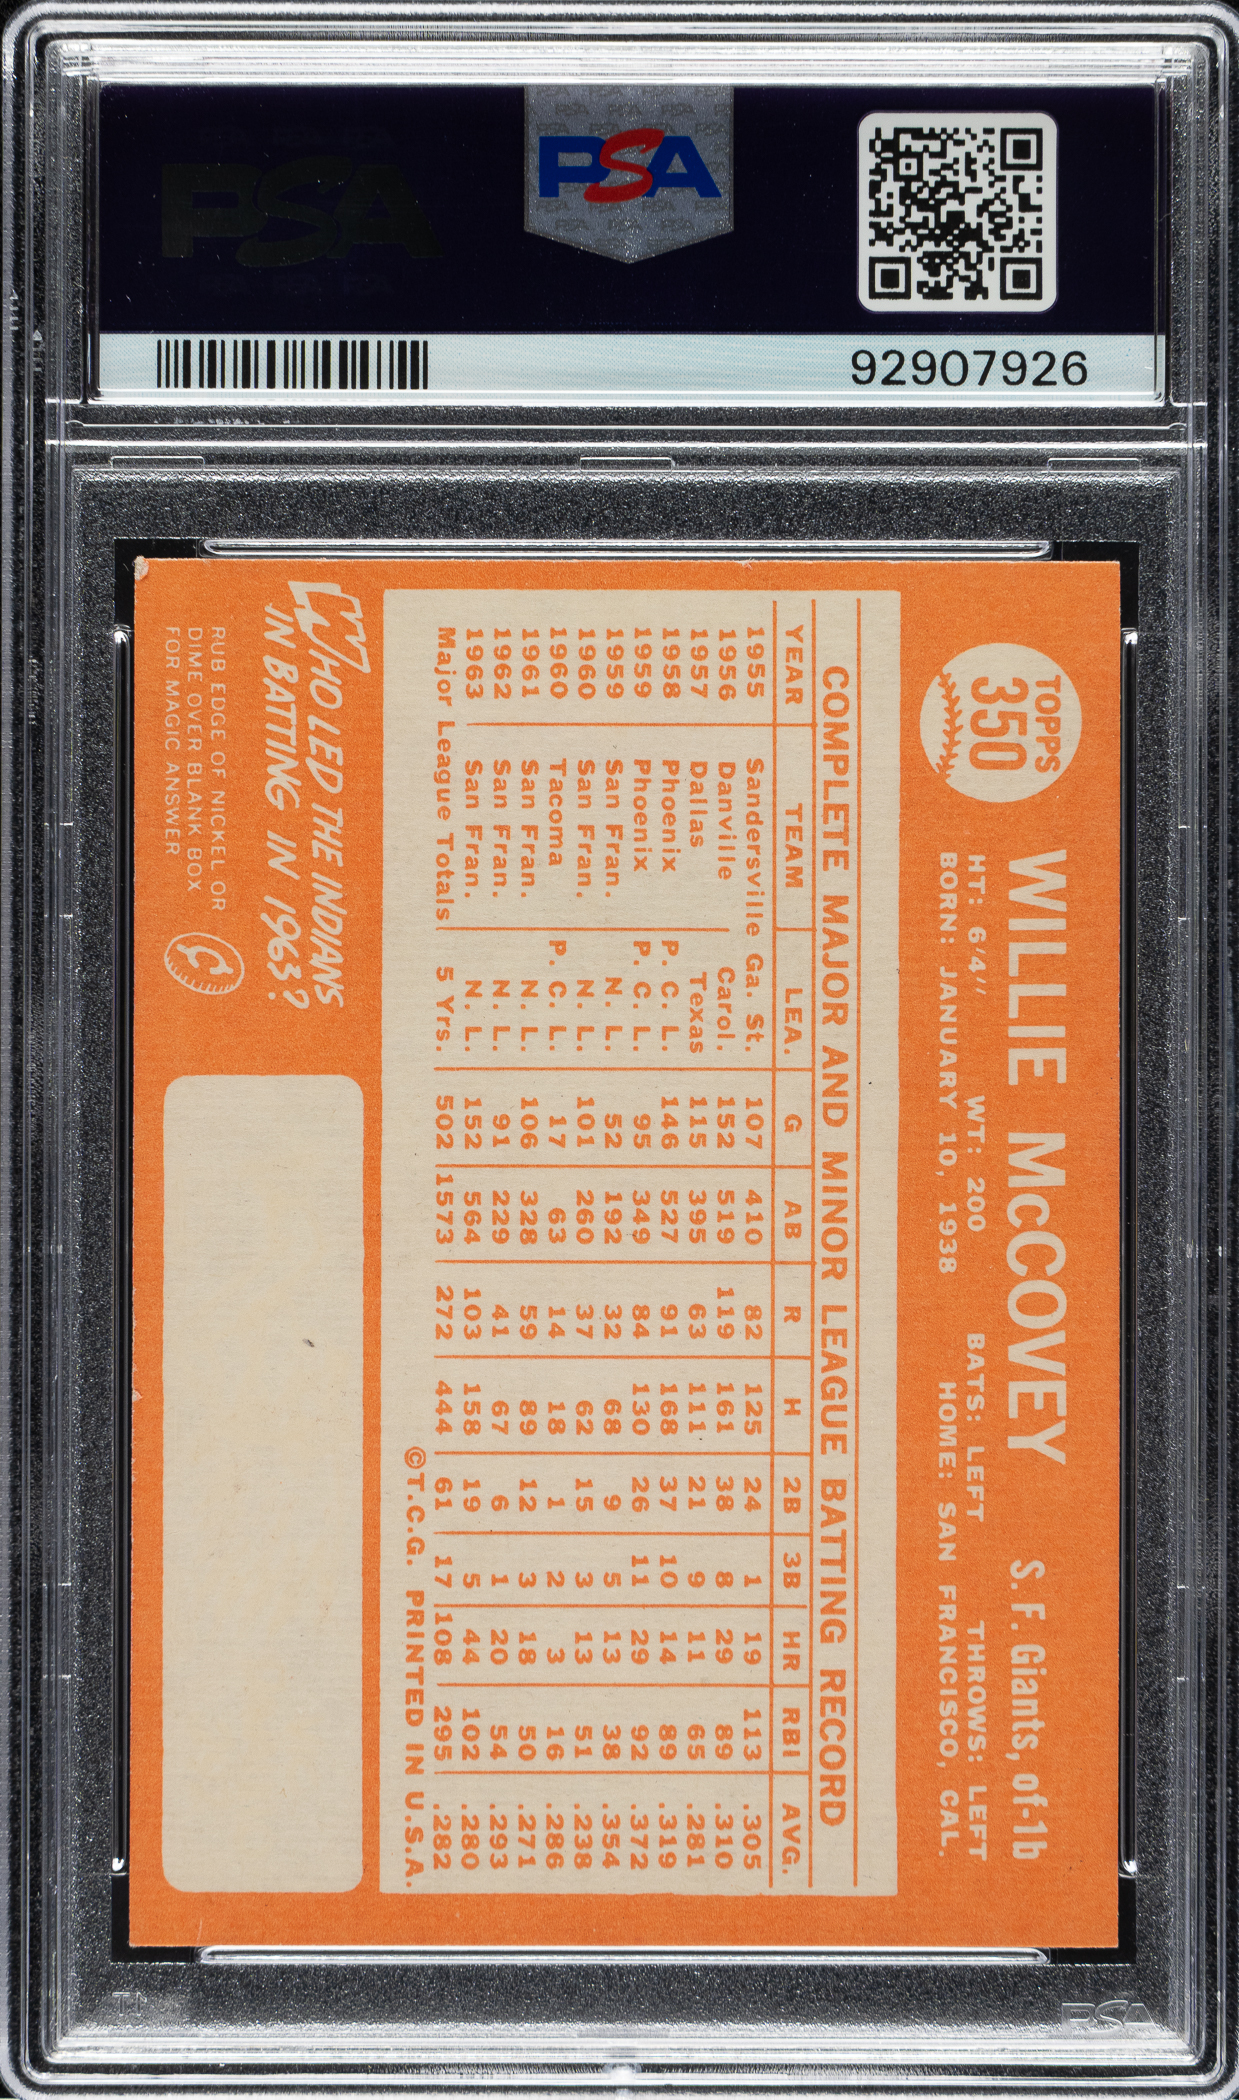 PSA
PSA
92907926
TOPPS
350
WILLIE McCOVEY S. F. Giants, of-1b
HT: 6'4" WT: 200 BATS: LEFT THROWS: LEFT
BORN: JANUARY 10, 1938 HOME: SAN FRANCISCO, CAL.
COMPLETE MAJOR AND MINOR LEAGUE BATTING RECORD
YEAR TEAM LEA. G AB R H 2B 3B HR RBI AVG.
1955 Sandersville Ga. St. 107 410 82 125 24 1 19 113 .305
1956 Danville Carol. 152 519 119 161 38 8 29 89 .310
1957 Dallas Texas 115 395 63 111 21 9 11 65 .281
1958 Phoenix P. C. L. 146 527 91 168 37 10 14 89 .319
1959 Phoenix P. C. L. 95 349 84 130 26 11 29 92 .372
1959 San Fran. N. L. 52 192 32 68 9 5 13 38 .354
1960 San Fran. N. L. 101 260 37 62 15 3 13 51 .238
1960 Tacoma P. C. L. 17 63 14 18 1 2 3 16 .286
1961 San Fran. N. L. 106 328 59 89 12 3 18 50 .271
1962 San Fran. N. L. 91 229 41 67 6 1 20 54 .293
1963 San Fran. N. L. 152 564 103 158 19 5 44 102 .280
Major League Totals 5 Yrs. 502 1573 272 444 61 17 108 295 .282
©T.C.G. PRINTED IN U.S.A.
WHO LED THE INDIANS
IN BATTING IN 1963?
RUB EDGE OF NICKEL OR
DIME OVER BLANK BOX
FOR MAGIC ANSWER
PSA